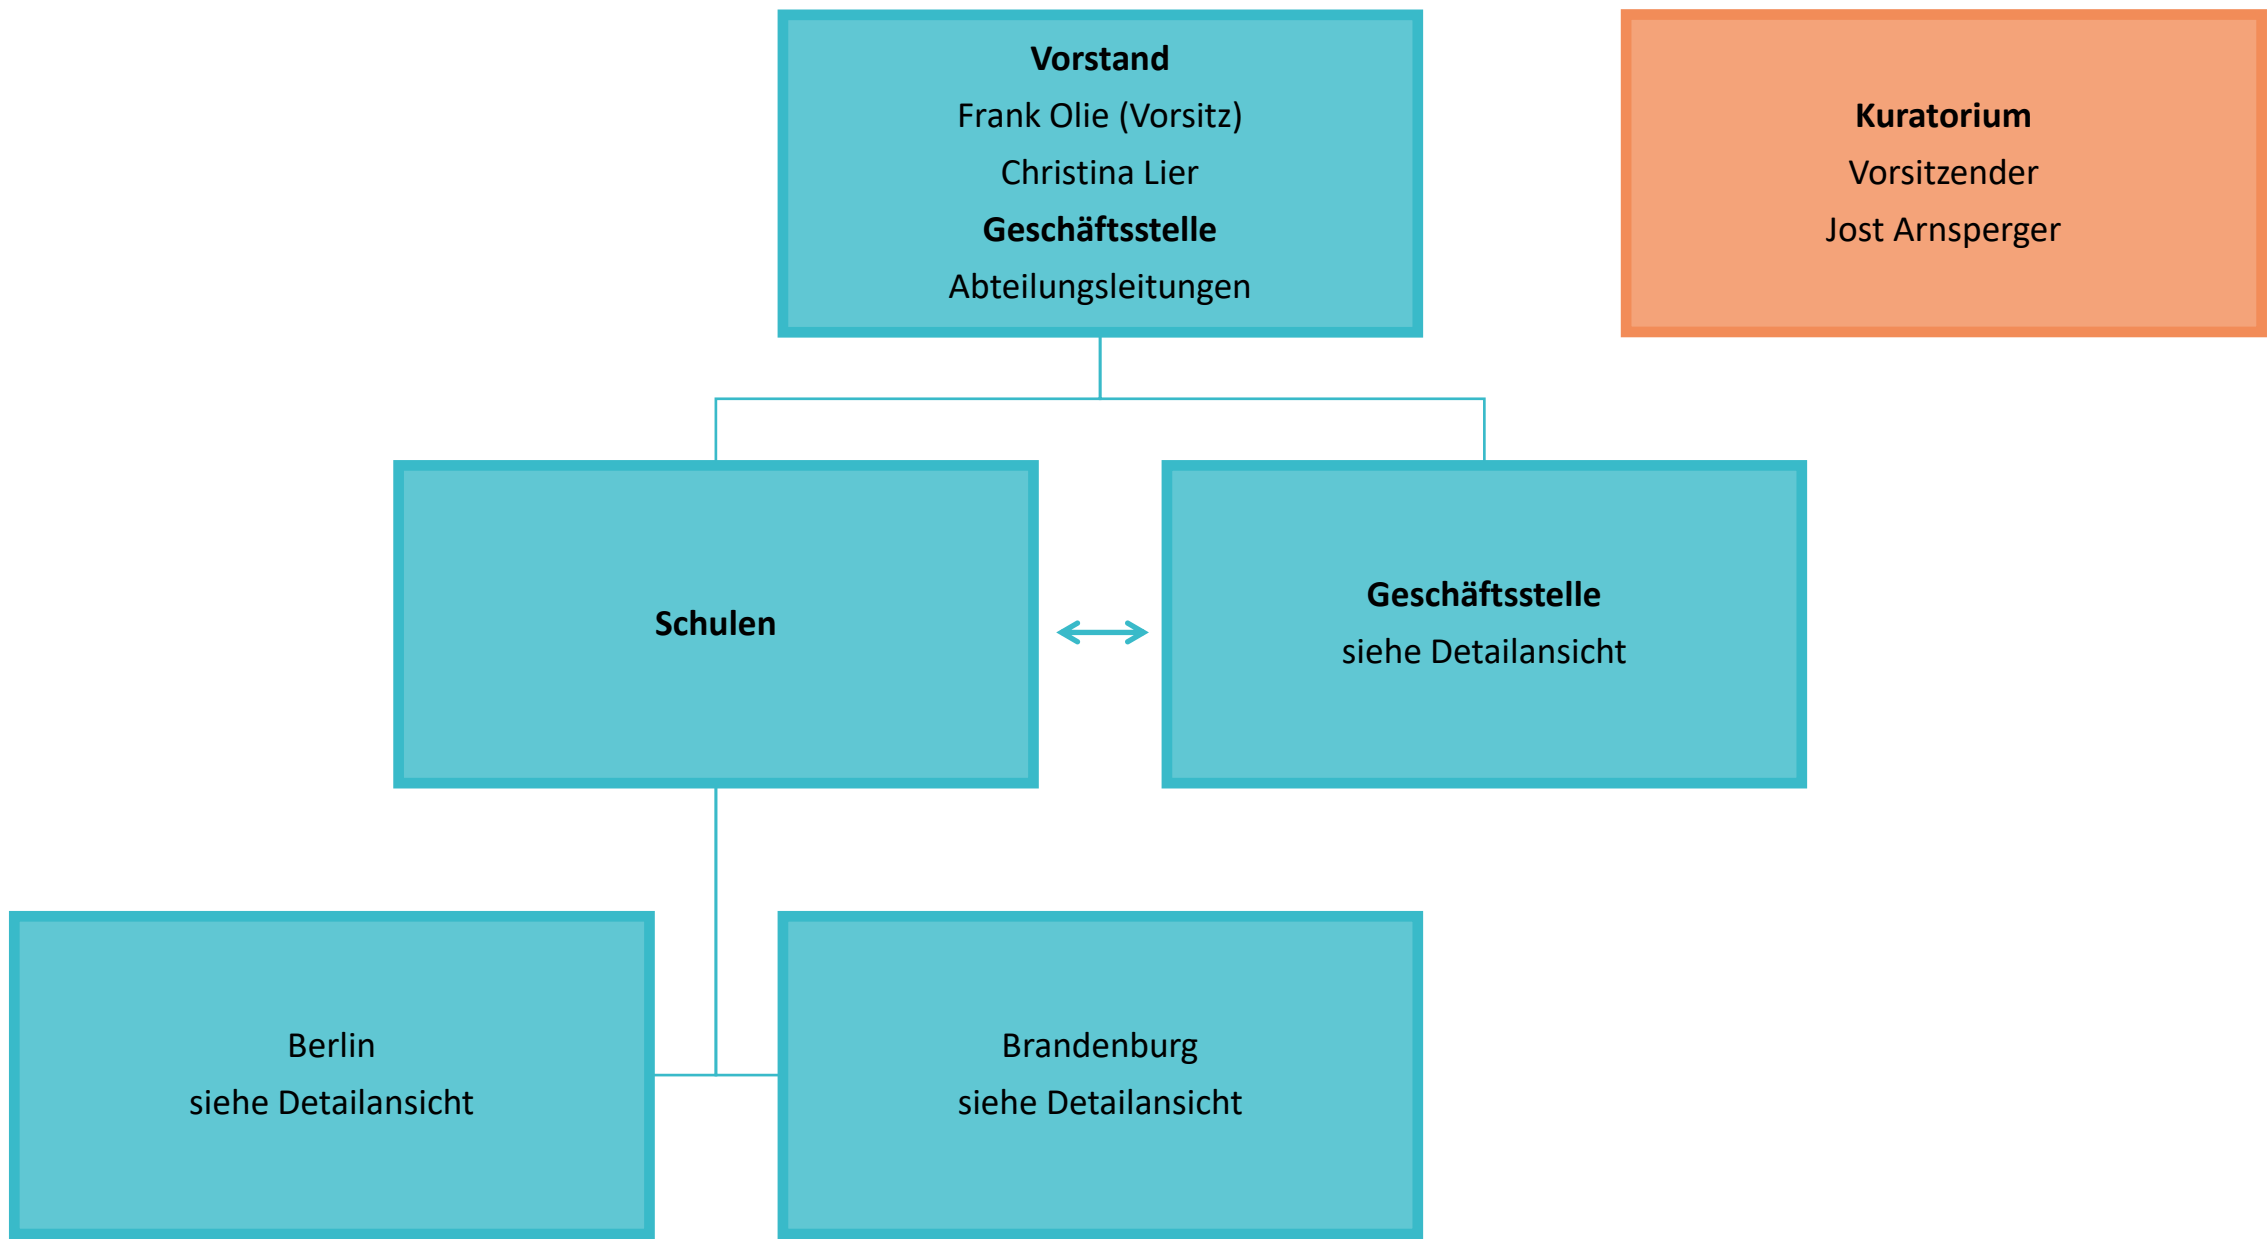 Vorstand
Frank Olie (Vorsitz)
Christina Lier
Geschäftsstelle
Abteilungsleitungen
Kuratorium
Vorsitzender
Jost Arnsperger
Schulen
Geschäftsstelle
siehe Detailansicht
Berlin
siehe Detailansicht
Brandenburg
siehe Detailansicht